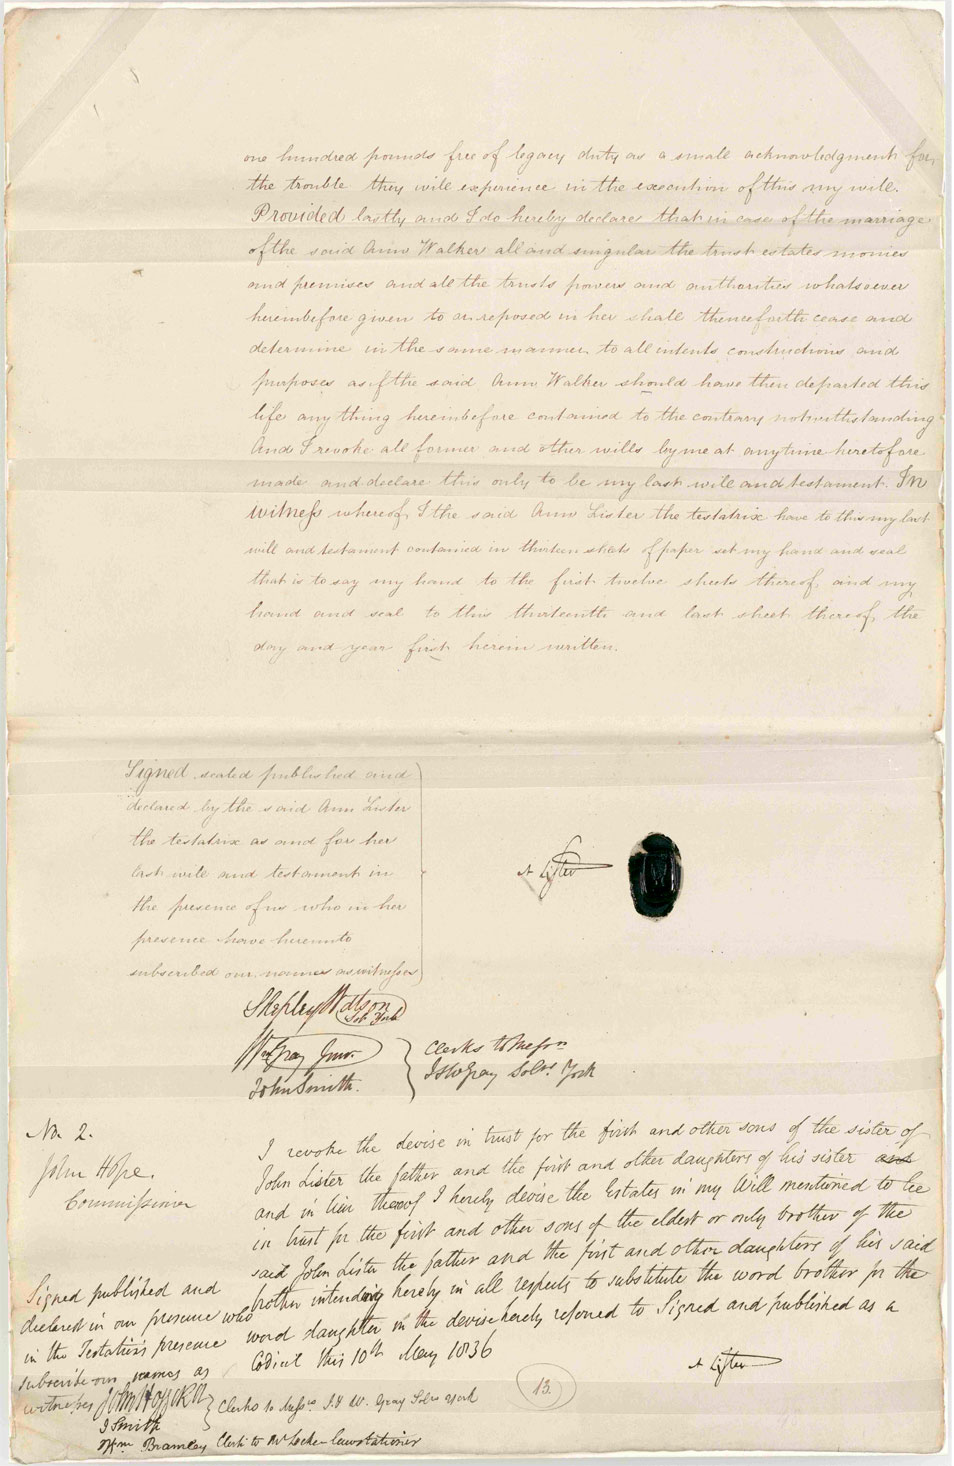 one hundred pounds free of legacy duty as a small acknowledgment for
the trouble they will experience in the execution of this my will.
Provided lastly and I do hereby declare that in case of the marriage
of the said Ann Walker all and singular the trust estates monies
and premises and all the trusts powers and authorities whatsoever
hereinbefore given to or reposed in her shall thenceforth cease and
determine in the same manner to all intents constructions and
purposes as if the said Ann Walker should have then departed this
life any thing hereinbefore contained to the contrary notwithstanding
And I revoke all former and other wills by me at any time heretofore
made and declare this only to be my last will and testament. In
witness whereof I the said Ann Lister the testatrix have to this my last
will and testament contained in thirteen sheets of paper set my hand and seal
that is to say my hand to the first twelve sheets thereof and my
hand and seal to this thirteenth and last sheet thereof, the
day and year first herein written.
Signed sealed published and
declared by the said Ann Lister
the testatrix as and for her
last will and testament in
the presence of us who in her
presence have hereunto
subscribed our names as witnesses
A Lister
Shepley Watson
Sol. York
Wm Gray Junr.
John Smith.
Clerks to Messrs
J & W Gray Solrs. York
No. 2.
John Hope.
Commissioner
I revoke the devise in trust for the first and other sons of the sister of
John Lister the father and the first and other daughters of his sister and
and in lieu thereof I hereby devise the Estates in my Will mentioned to be
in trust for the first and other sons of the eldest or only brother of the
said John Lister the father and the first and other daughters of his said
brother intending hereby in all respects to substitute the word brother for the
word daughter in the devise hereby referred to Signed and published as a
Codicil this 10th May 1836
A Lister
Signed published and
declared in our presence who
in the Testatrix's presence
subscribe our names as
witnesses
J Smith
Clerks to Messrs J & W. Gray Solrs York
Wm Bramley Clerk to Mr
13.